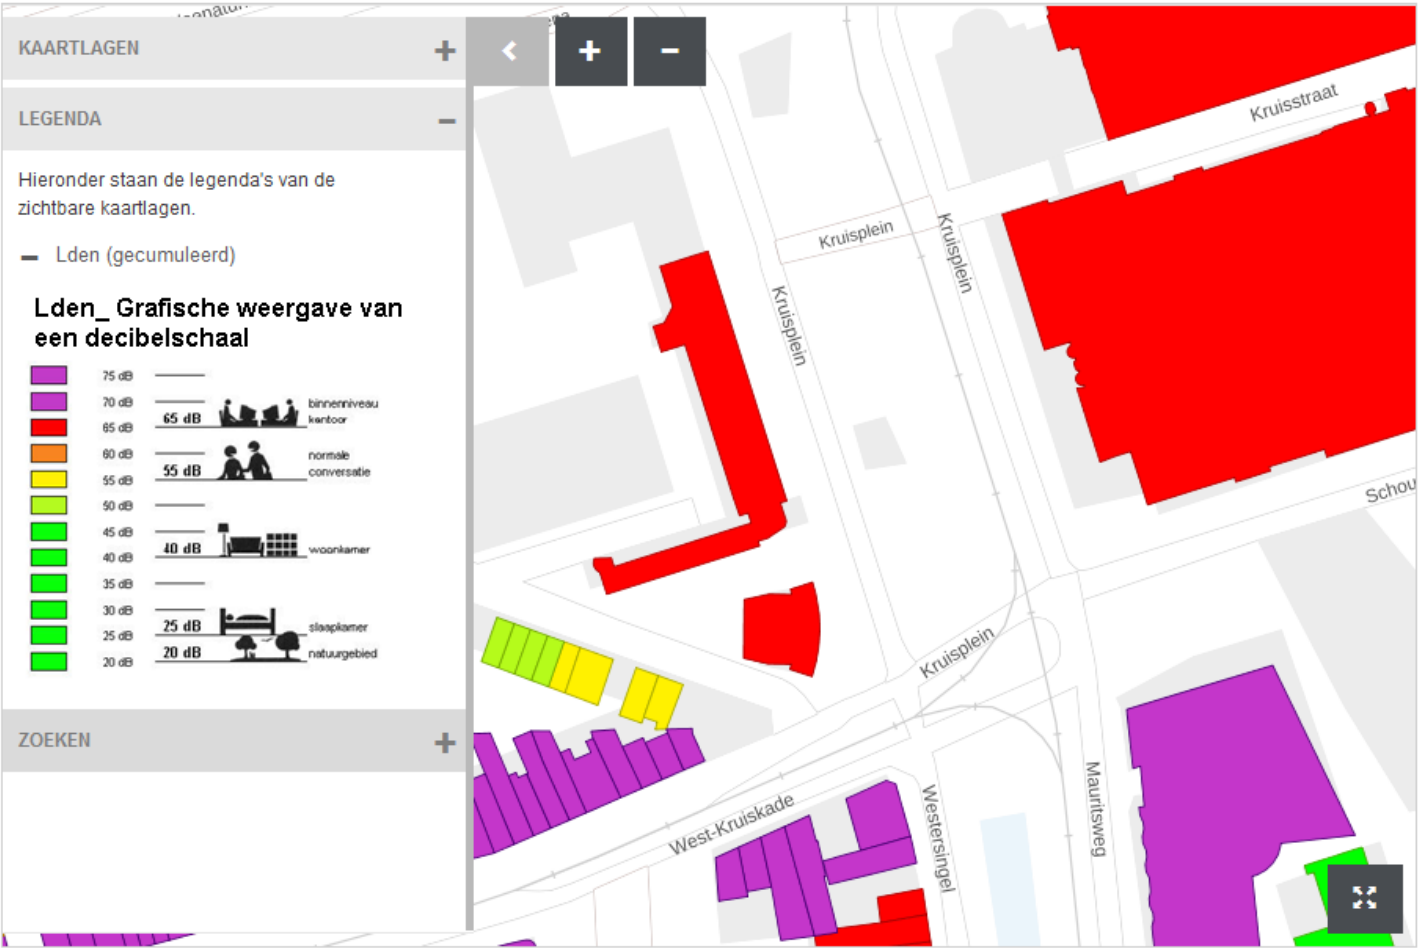 KAARTLAGEN
LEGENDA
Hieronder staan de legenda's van de
zichtbare kaartlagen.
Lden (gecumuleerd)
Lden_ Grafische weergave van
een decibelschaal
75 dB
70 dB
65 dB
60 dB
55 dB
50 dB
45 dB
40 dB
35 dB
30 dB
25 dB
20 dB
65 dB
binnenniveau
kantoor
55 dB
normale
conversatie
40 dB
woonkamer
25 dB
slaapkamer
20 dB
natuurgebied
ZOEKEN
Kruisstraat
Kruisplein
Kruisplein
Kruisplein
Schou
Kruisplein
West-Kruiskade
Westersingel
Mauritsweg